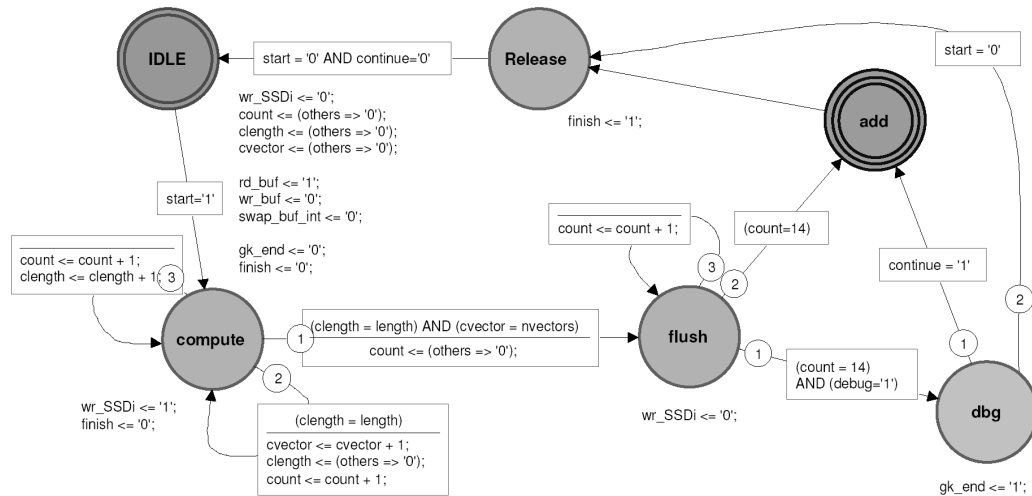 IDLE
start = '0' AND continue='0'
Release
start = '0'
wr_SSDi <= '0';
count <= (others => '0');
clength <= (others => '0');
cvector <= (others => '0');
rd_buf <= '1';
wr_buf <= '0';
swap_buf_int <= '0';
gk_end <= '0';
finish <= '0';
finish <= '1';
add
start='1'
count <= count + 1;
clength <= clength + 1;
3
compute
wr_SSDi <= '1';
finish <= '0';
1
(clength = length) AND (cvector = nvectors)
count <= (others => '0');
2
(clength = length)
cvector <= cvector + 1;
clength <= (others => '0');
count <= count + 1;
count <= count + 1;
3
2
(count=14)
flush
wr_SSDi <= '0';
1
(count = 14)
AND (debug='1')
continue = '1'
1
2
dbg
gk_end <= '1';